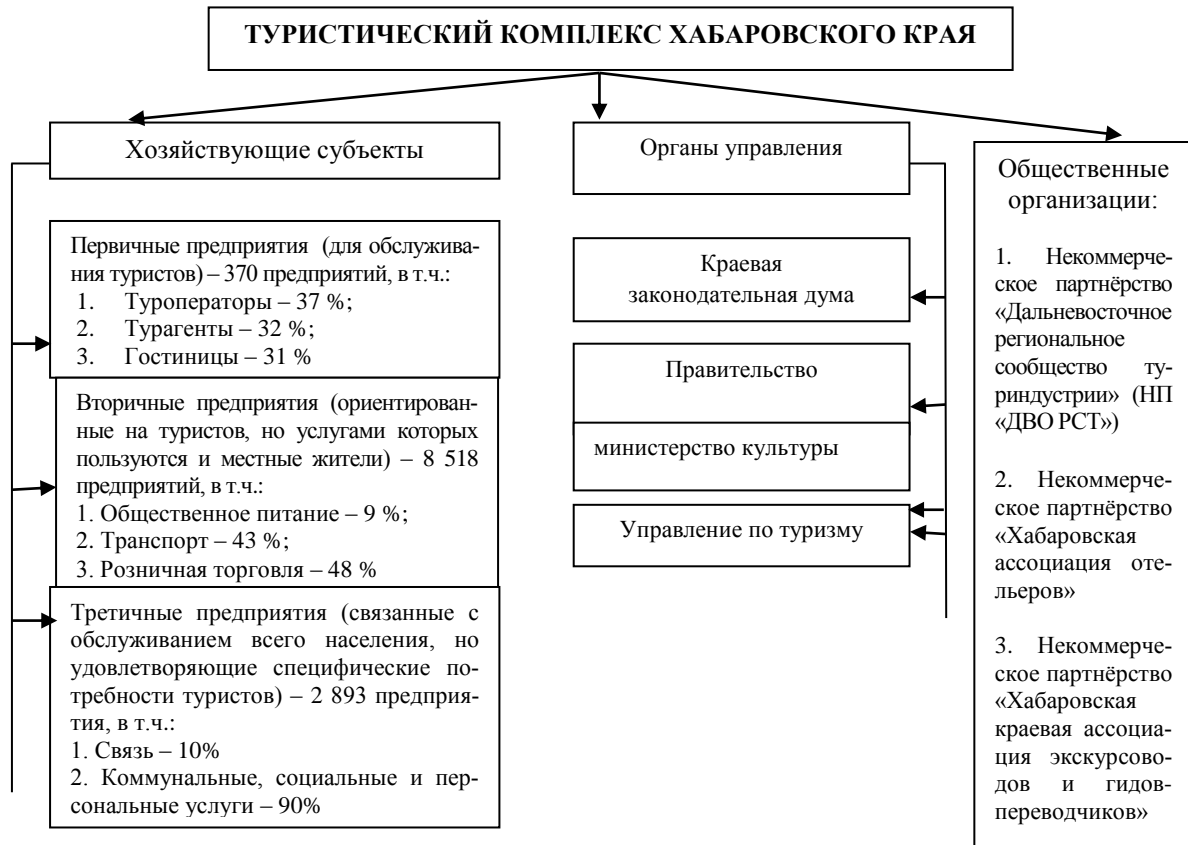 ТУРИСТИЧЕСКИЙ КОМПЛЕКС ХАБАРОВСКОГО КРАЯ
Хозяйствующие субъекты
Первичные предприятия (для обслужива-
ния туристов) – 370 предприятий, в т.ч.:
1. Туроператоры – 37 %;
2. Турагенты – 32 %;
3. Гостиницы – 31 %
Вторичные предприятия (ориентирован-
ные на туристов, но услугами которых
пользуются и местные жители) – 8 518
предприятий, в т.ч.:
1. Общественное питание – 9 %;
2. Транспорт – 43 %;
3. Розничная торговля – 48 %
Третичные предприятия (связанные с
обслуживанием всего населения, но
удовлетворяющие специфические по-
требности туристов) – 2 893 предприя-
тия, в т.ч.:
1. Связь – 10%
2. Коммунальные, социальные и пер-
сональные услуги – 90%
Органы управления
Краевая
законодательная дума
Правительство
министерство культуры
Управление по туризму
Общественные
организации:
1. Некоммерче-
ское партнёрство
«Дальневосточное
региональное
сообщество ту-
риндустрии» (НП
«ДВО РСТ»)
2. Некоммерче-
ское партнёрство
«Хабаровская
ассоциация оте-
льеров»
3. Некоммерче-
ское партнёрство
«Хабаровская
краевая ассоциа-
ция экскурсово-
дов и гидов-
переводчиков»